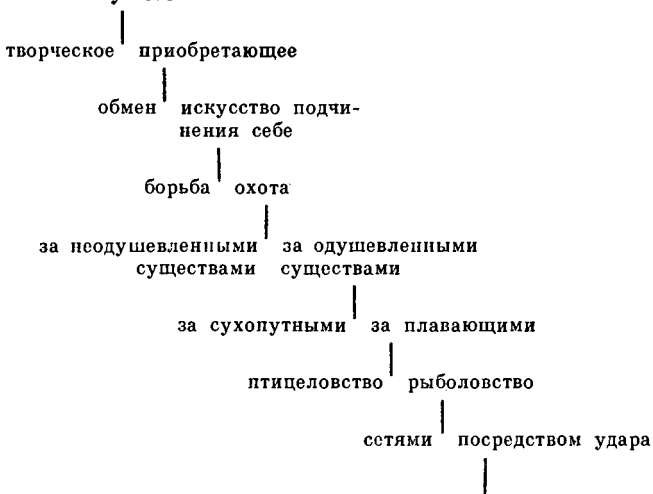 творческое приобретающее
обмен искусство подчи-
нения себе
борьба охота
за неодушевленными за одушевленными
существами существами
за сухопутными за плавающими
птицеловство рыболовство
сетями посредством удара